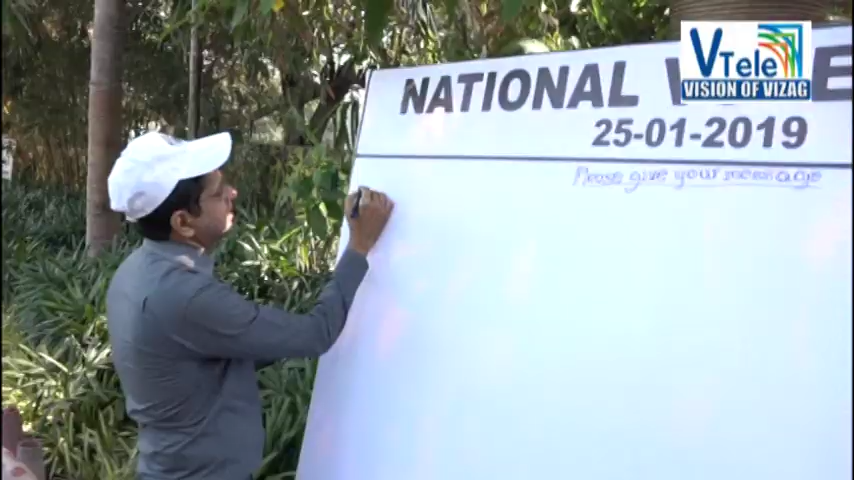 NATIONAL
25-01-2019
Please give your message
VTele
VISION OF VIZAG